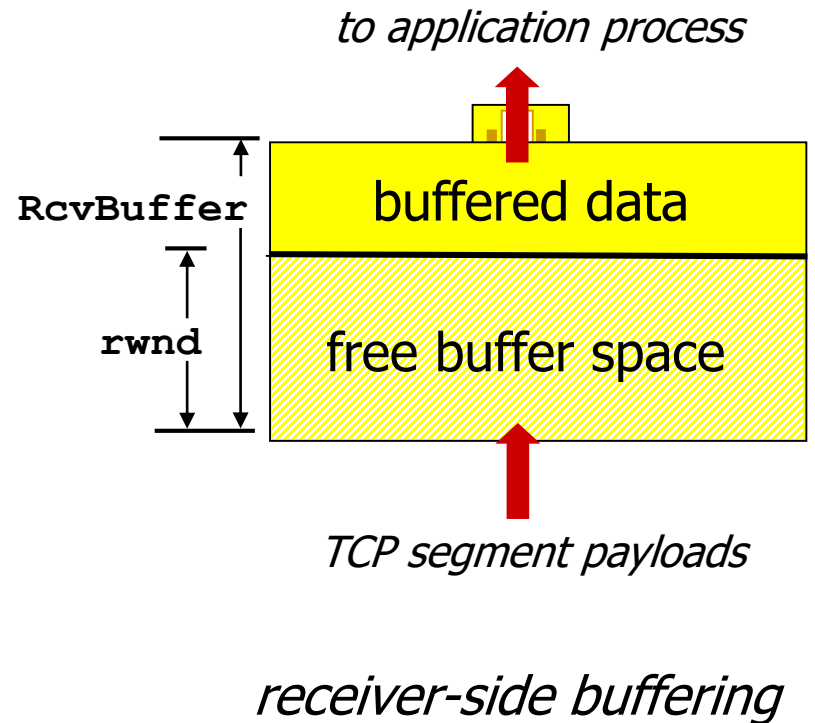 to application process
RcvBuffer
buffered data
rwnd
free buffer space
TCP segment payloads
receiver-side buffering